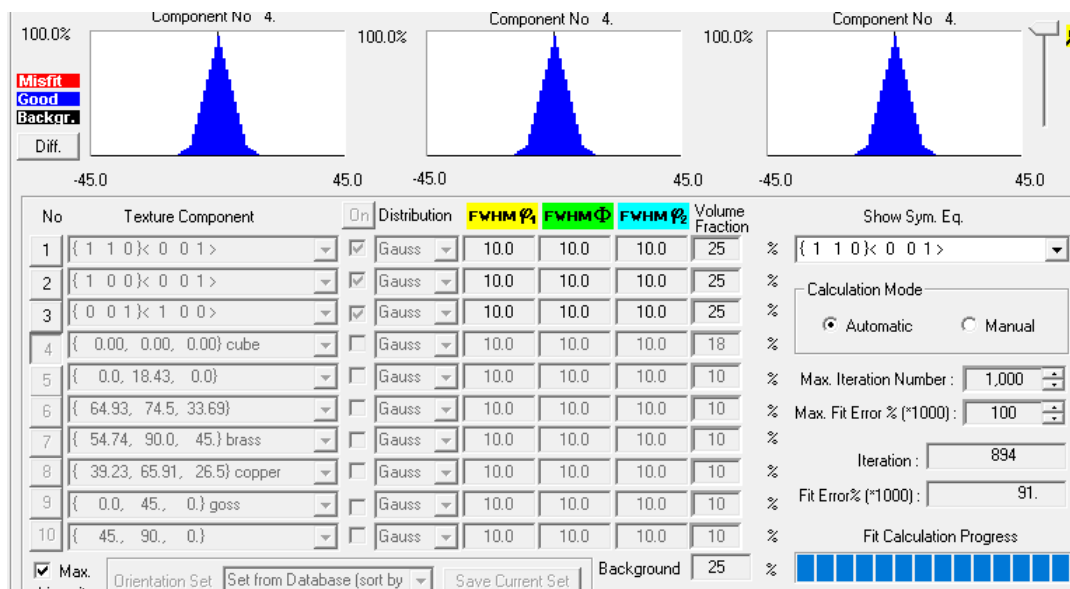 Component No 4. Component No 4. Component No 4.
100.0% 100.0% 100.0%
Misfit
Good
Backgr.
Diff.
-45.0 45.0 -45.0 45.0 -45.0 45.0
No Texture Component On Distribution FWHM φ1 FWHM Φ FWHM φ2 Volume Fraction Show Sym. Eq.
1 { 1 1 0}< 0 0 1> Gauss 10.0 10.0 10.0 25 % { 1 1 0}< 0 0 1>
2 { 1 0 0}< 0 0 1> Gauss 10.0 10.0 10.0 25 % Calculation Mode
3 { 0 0 1}< 1 0 0> Gauss 10.0 10.0 10.0 25 % Automatic Manual
4 { 0.00, 0.00, 0.00} cube Gauss 10.0 10.0 10.0 18 %
5 { 0.0, 18.43, 0.0} Gauss 10.0 10.0 10.0 10 % Max. Iteration Number : 1,000
6 { 64.93, 74.5, 33.69} Gauss 10.0 10.0 10.0 10 % Max. Fit Error % (*1000) : 100
7 { 54.74, 90.0, 45.} brass Gauss 10.0 10.0 10.0 10 %
8 { 39.23, 65.91, 26.5} copper Gauss 10.0 10.0 10.0 10 % Iteration : 894
9 { 0.0, 45., 0.} goss Gauss 10.0 10.0 10.0 10 % Fit Error% (*1000) : 91.
10 { 45., 90., 0.} Gauss 10.0 10.0 10.0 10 % Fit Calculation Progress
Max. Orientation Set Set from Database (sort by Save Current Set Background 25 %